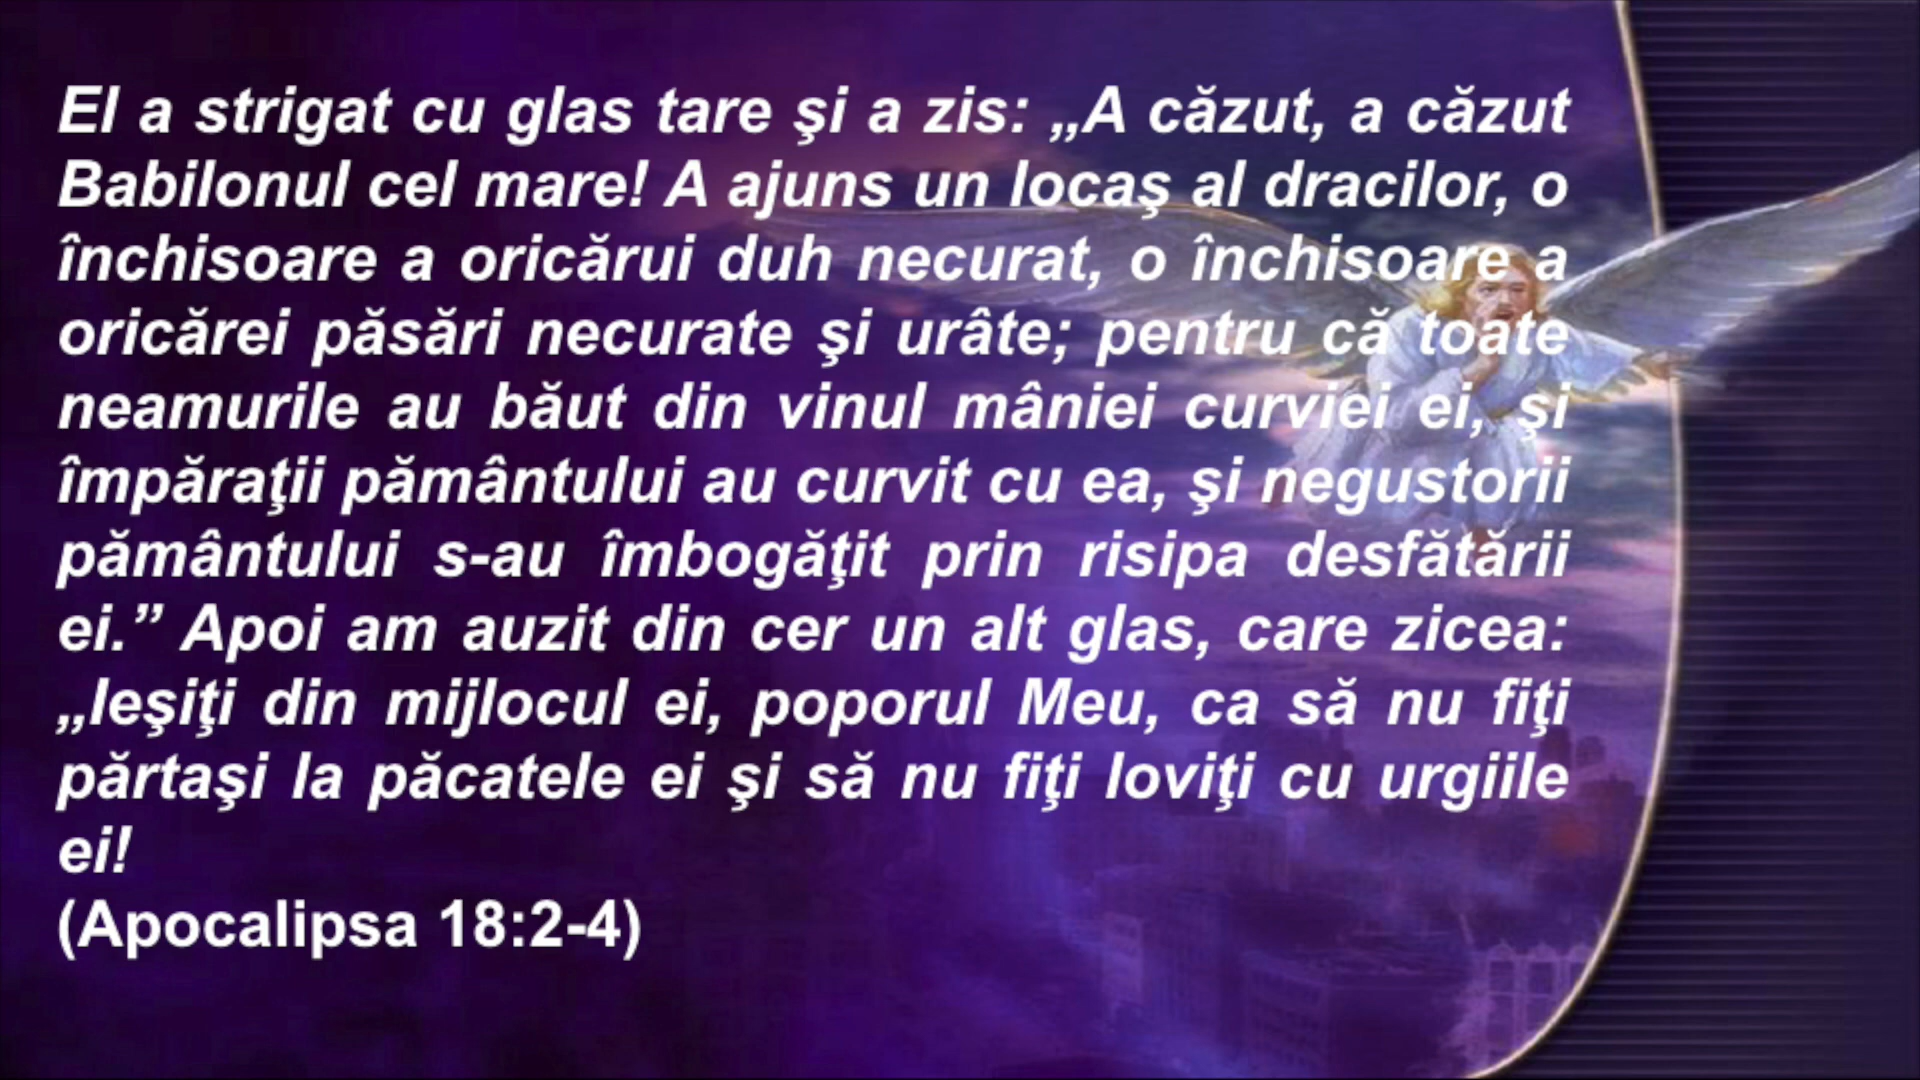 El a strigat cu glas tare şi a zis: „A căzut, a căzut
Babilonul cel mare! A ajuns un locaş al dracilor, o
închisoare a oricărui duh necurat, o închisoare a
oricărei păsări necurate şi urâte; pentru că toate
neamurile au băut din vinul mâniei curviei ei, şi
împăraţii pământului au curvit cu ea, şi negustorii
pământului s-au îmbogăţit prin risipa desfătării
ei.” Apoi am auzit din cer un alt glas, care zicea:
„Ieşiţi din mijlocul ei, poporul Meu, ca să nu fiţi
părtaşi la păcatele ei şi să nu fiţi loviţi cu urgiile
ei!
(Apocalipsa 18:2-4)